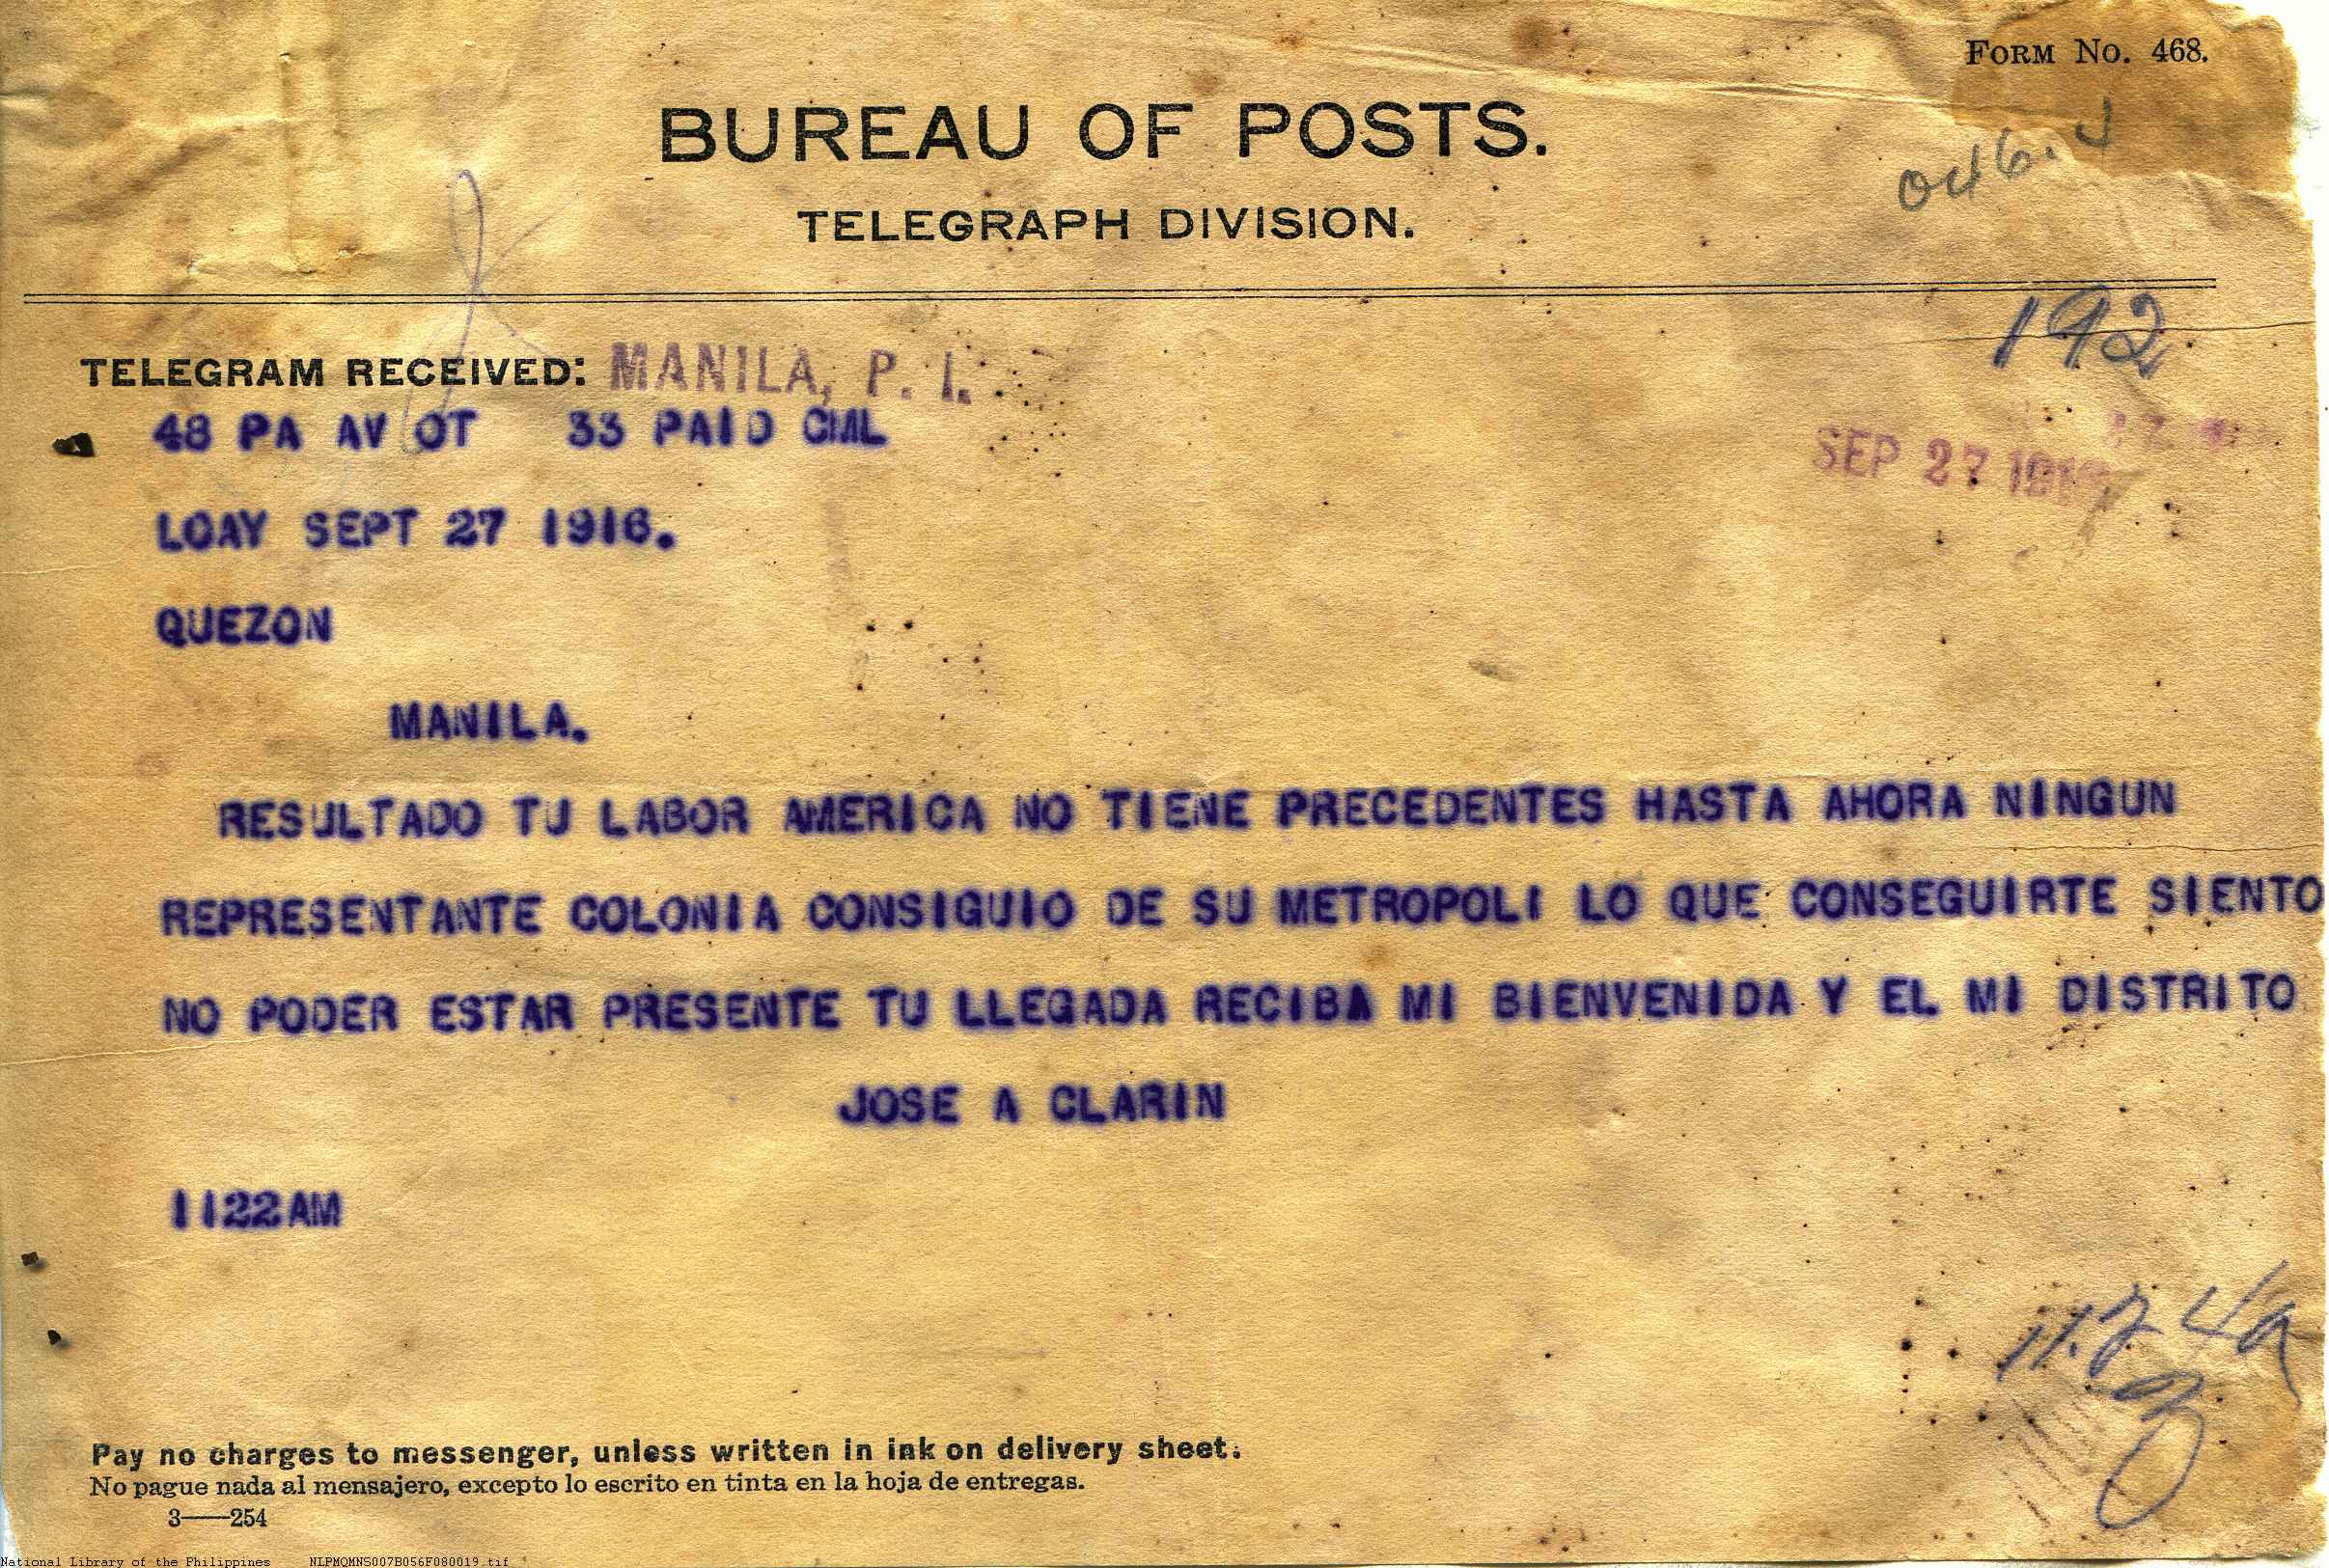 FORM No. 468.
BUREAU OF POSTS.
TELEGRAPH DIVISION.
192
TELEGRAM RECEIVED: MANILA, P. I.
48 PA AV OT 33 PAID CML
SEP 27
LOAY SEPT 27 1916.
QUEZON
MANILA.
RESULTADO TU LABOR AMERICA NO TIENE PRECEDENTES HASTA AHORA NINGUN
REPRESENTANTE COLONIA CONSIGUIO DE SU METROPOLI LO QUE CONSEGUIRTE SIENTO
NO PODER ESTAR PRESENTE TU LLEGADA RECIBA MI BIENVENIDA Y EL MI DISTRITO
JOSE A CLARIN
1122AM
11.24a
Pay no charges to messenger, unless written in ink on delivery sheet.
No pague nada al mensajero, excepto lo escrito en tinta en la hoja de entregas.
3—254
National Library of the Philippines NLPMQMNS007B056F080019.tif